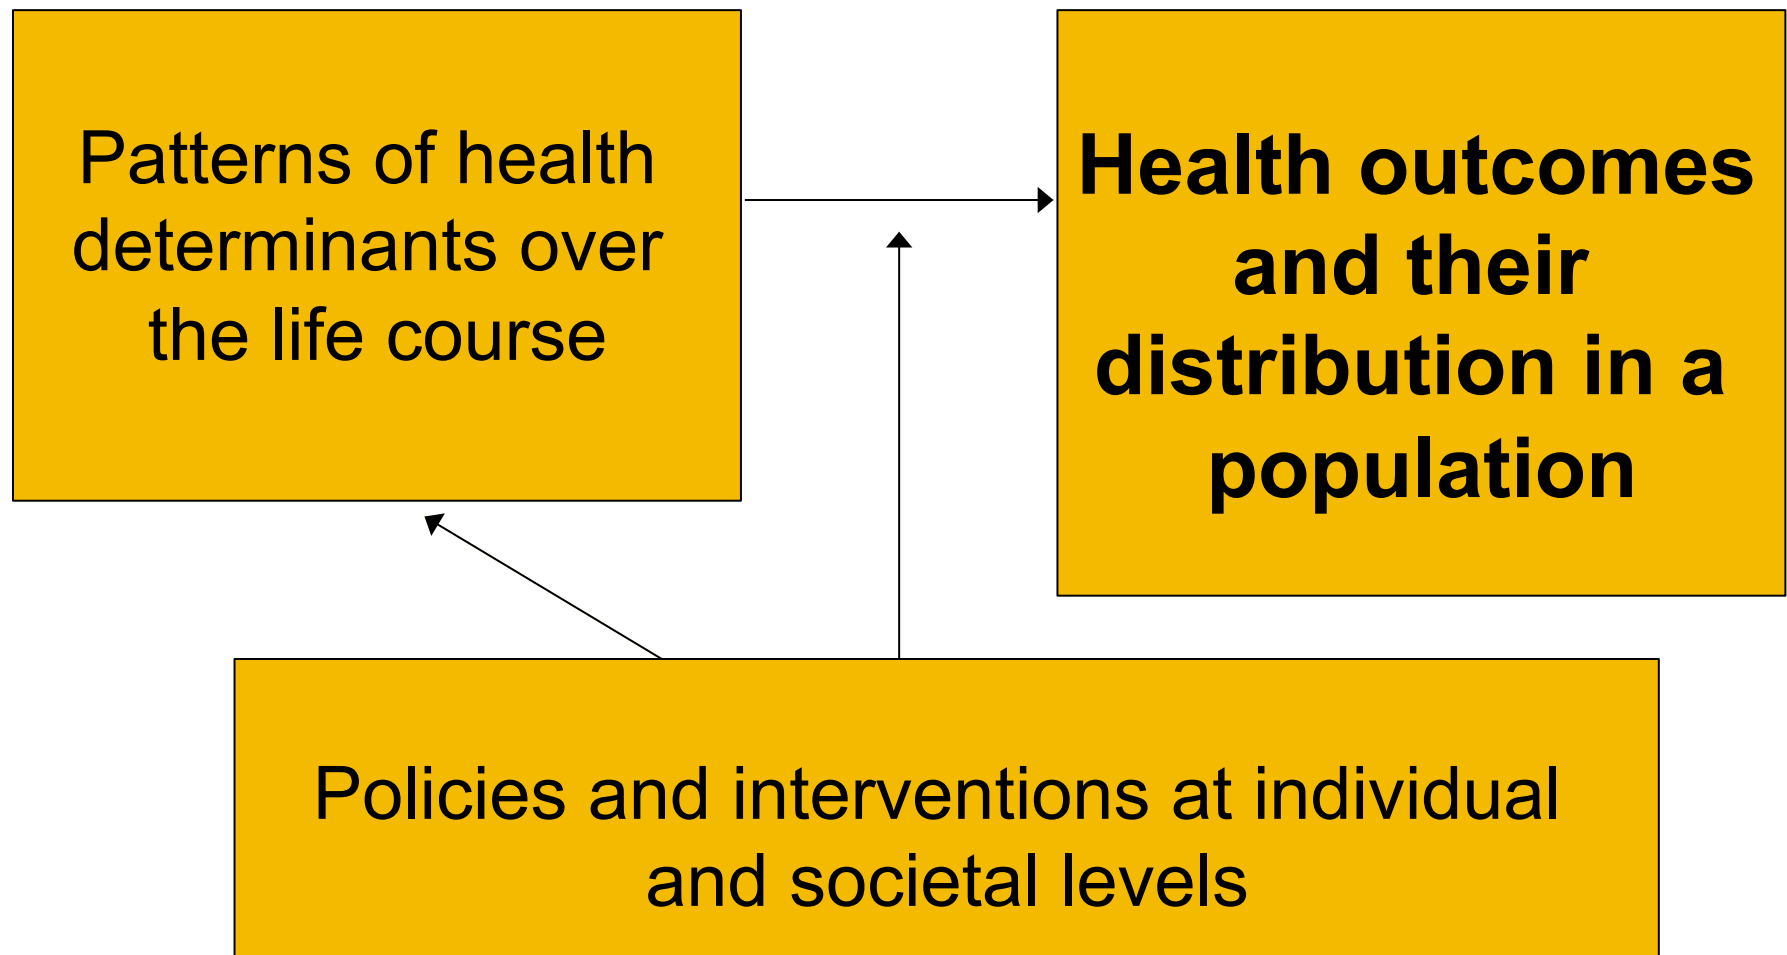 Patterns of health
determinants over
the life course
Health outcomes
and their
distribution in a
population
Policies and interventions at individual
and societal levels